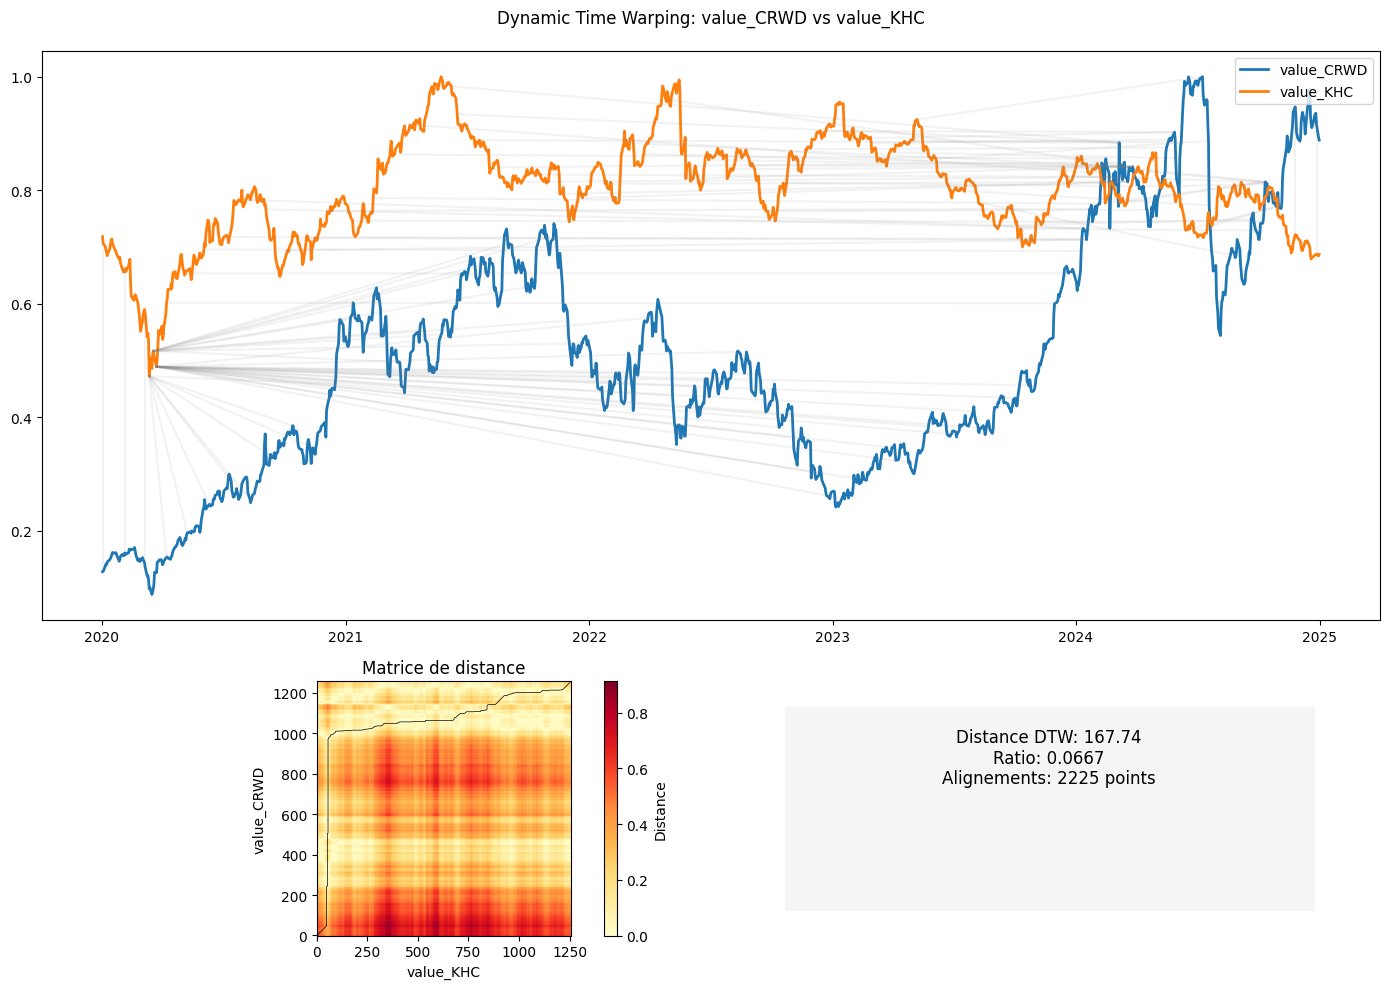 Dynamic Time Warping: value_CRWD vs value_KHC
value_CRWD
value_KHC
1.0
0.8
0.6
0.4
0.2
2020
2021
2022
2023
2024
2025
Matrice de distance
value_CRWD
1200
1000
800
600
400
200
0
0
250
500
750
1000
1250
value_KHC
0.8
0.6
0.4
0.2
0.0
Distance
Distance DTW: 167.74
Ratio: 0.0667
Alignements: 2225 points